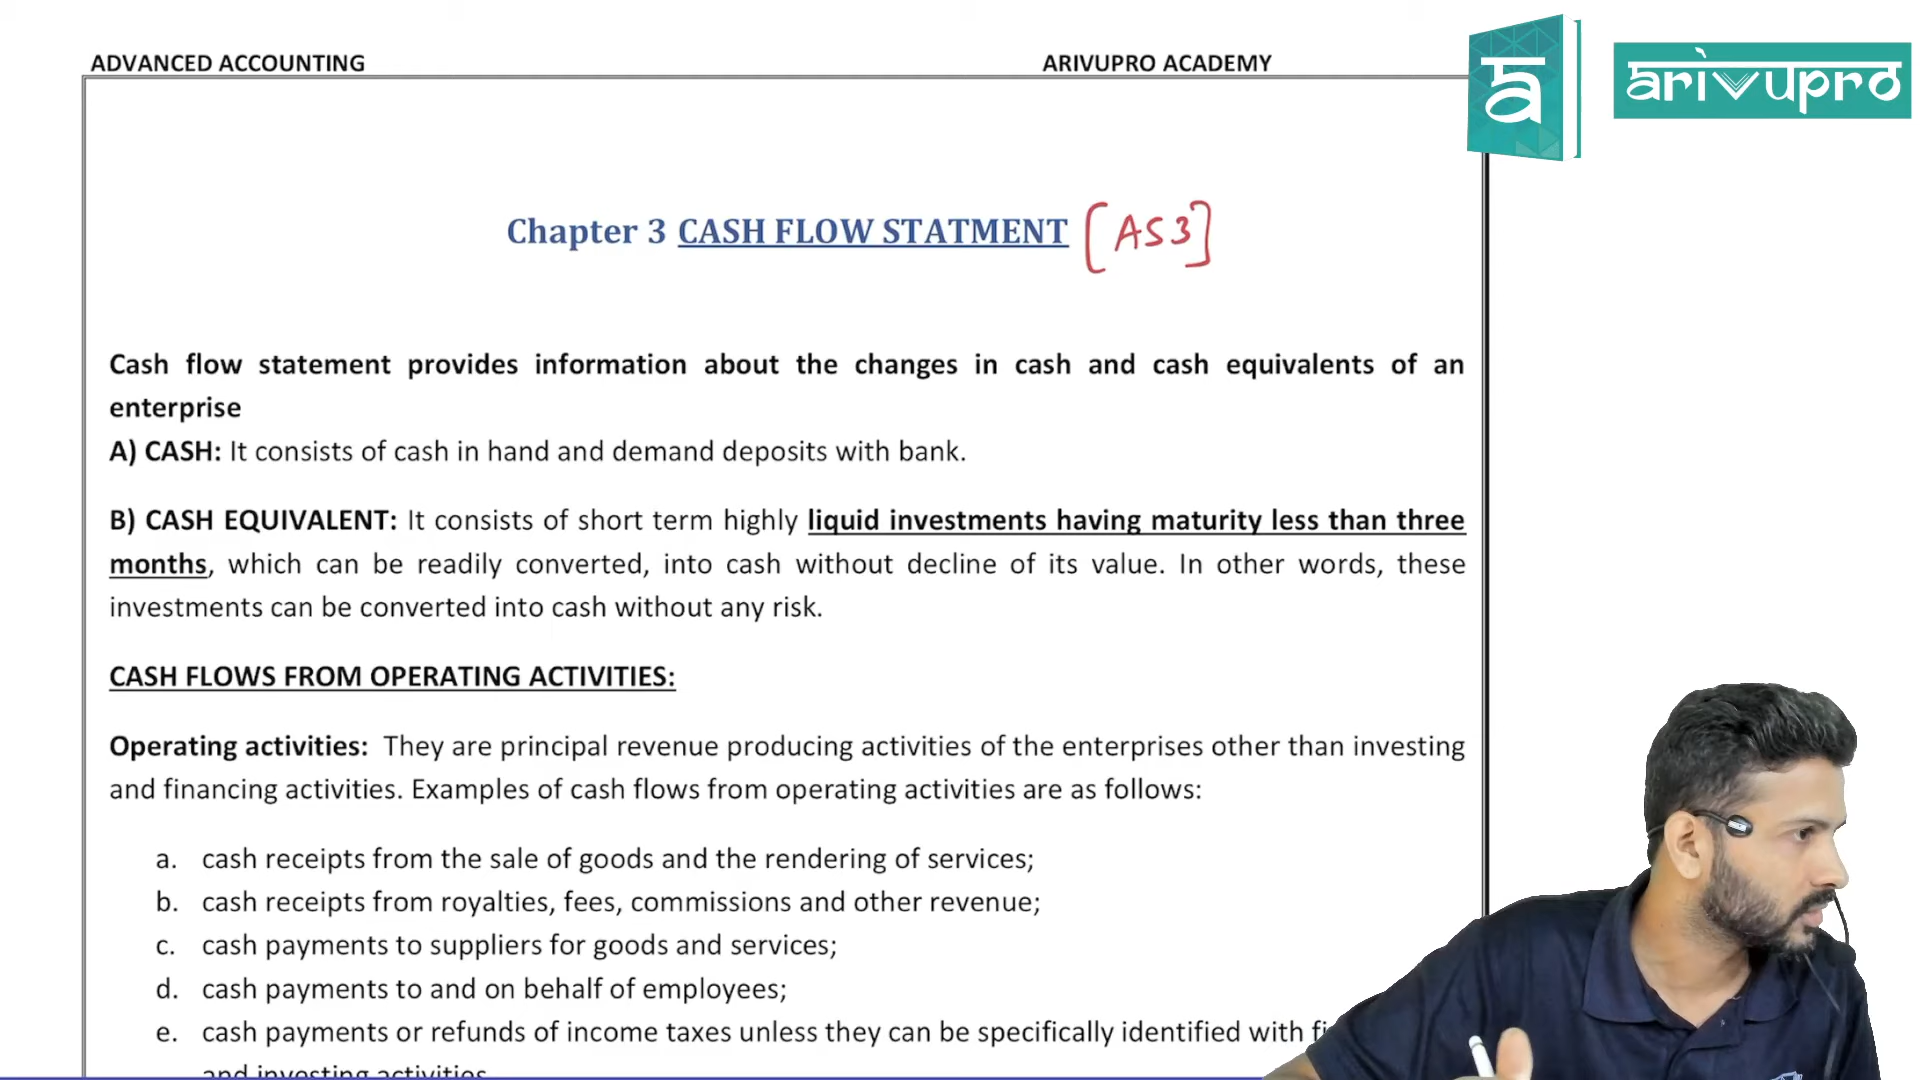 ADVANCED ACCOUNTING ARIVUPRO ACADEMY
a arivupro
Chapter 3 CASH FLOW STATMENT [AS3]
Cash flow statement provides information about the changes in cash and cash equivalents of an
enterprise
A) CASH: It consists of cash in hand and demand deposits with bank.
B) CASH EQUIVALENT: It consists of short term highly liquid investments having maturity less than three
months, which can be readily converted, into cash without decline of its value. In other words, these
investments can be converted into cash without any risk.
CASH FLOWS FROM OPERATING ACTIVITIES:
Operating activities: They are principal revenue producing activities of the enterprises other than investing
and financing activities. Examples of cash flows from operating activities are as follows:
a. cash receipts from the sale of goods and the rendering of services;
b. cash receipts from royalties, fees, commissions and other revenue;
c. cash payments to suppliers for goods and services;
d. cash payments to and on behalf of employees;
e. cash payments or refunds of income taxes unless they can be specifically identified with
and investing activities